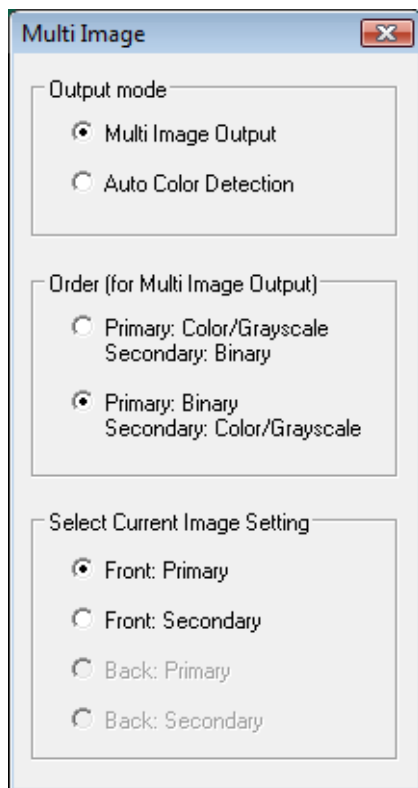 Multi Image
Output mode
Multi Image Output
Auto Color Detection
Order (for Multi Image Output)
Primary: Color/Grayscale
Secondary: Binary
Primary: Binary
Secondary: Color/Grayscale
Select Current Image Setting
Front: Primary
Front: Secondary
Back: Primary
Back: Secondary